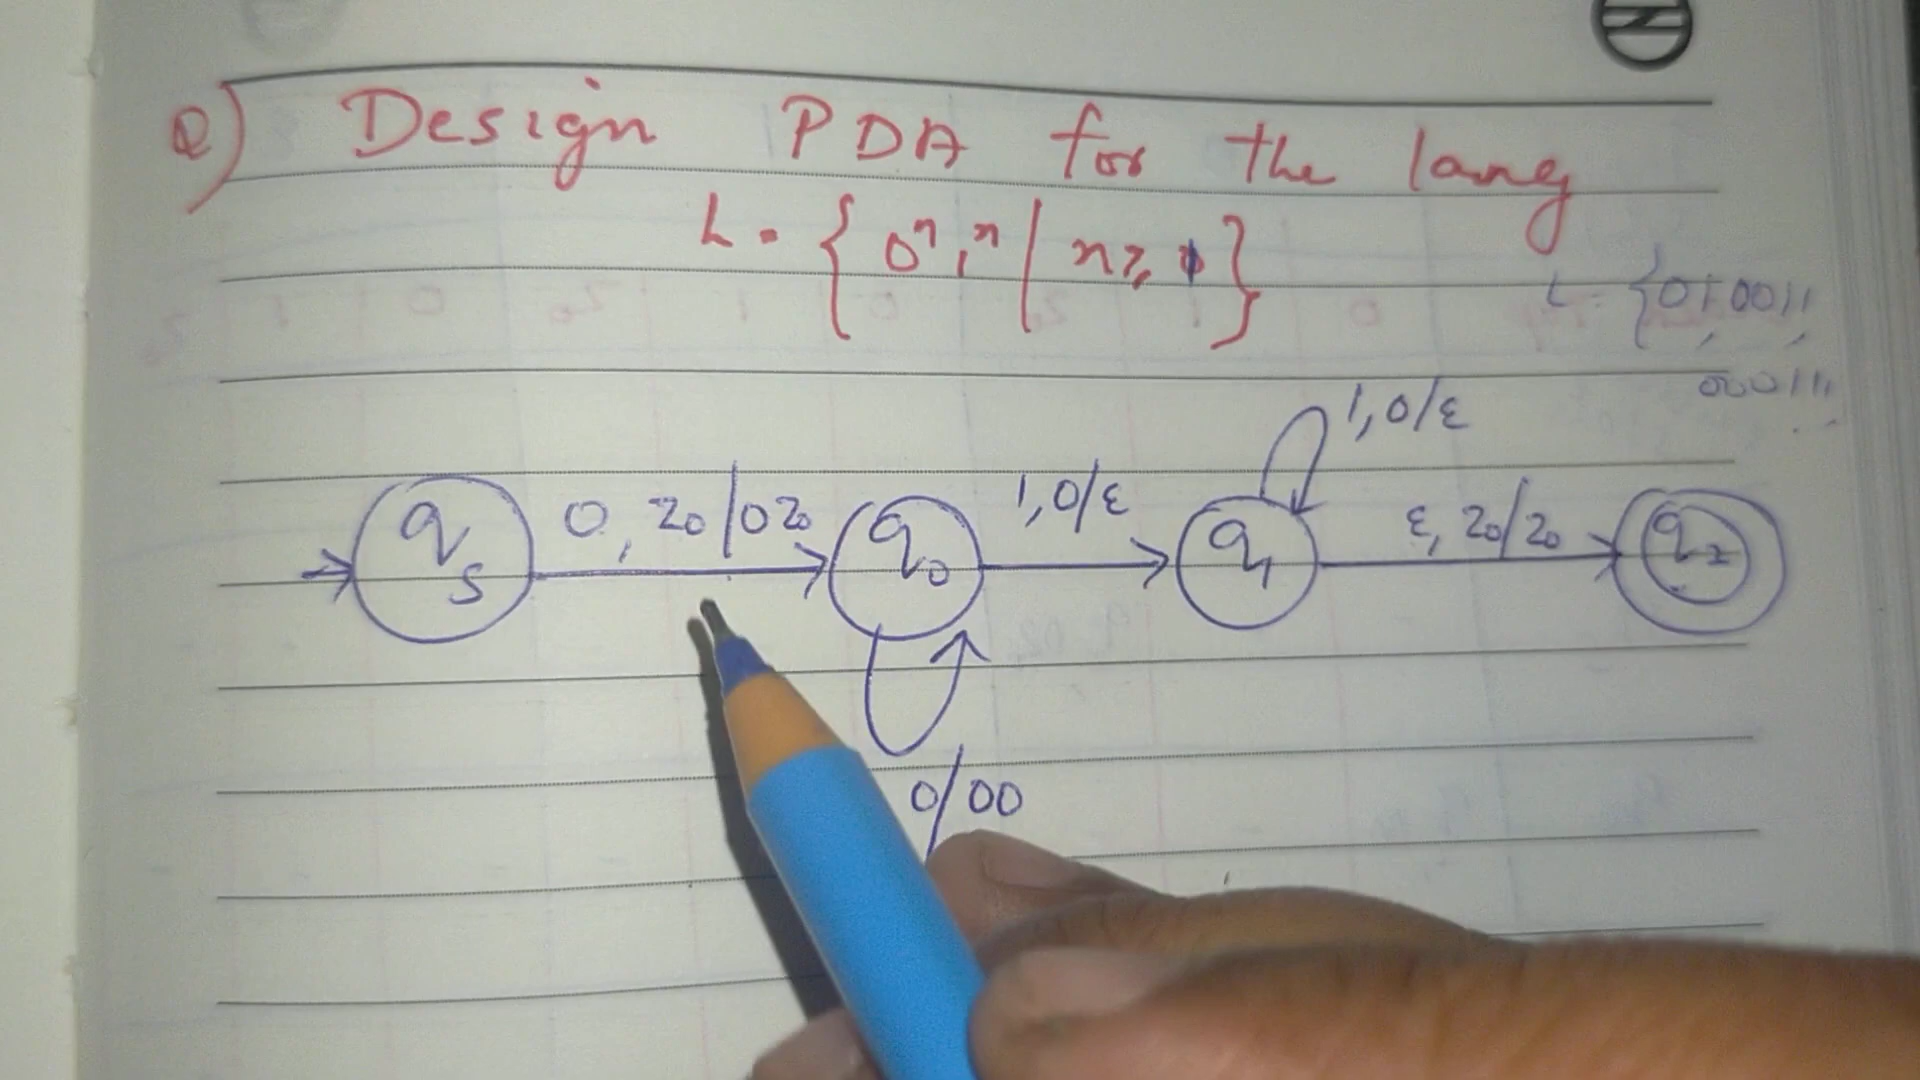 Q) Design PDA for the lang
L = { 0ⁿ1ⁿ | n ≥ 1 }
L = { 01, 0011,
000111, ..
1, 0/ε
qs 0, z0/0z0 q0 1, 0/ε q1 ε, z0/z0 q2
0/00